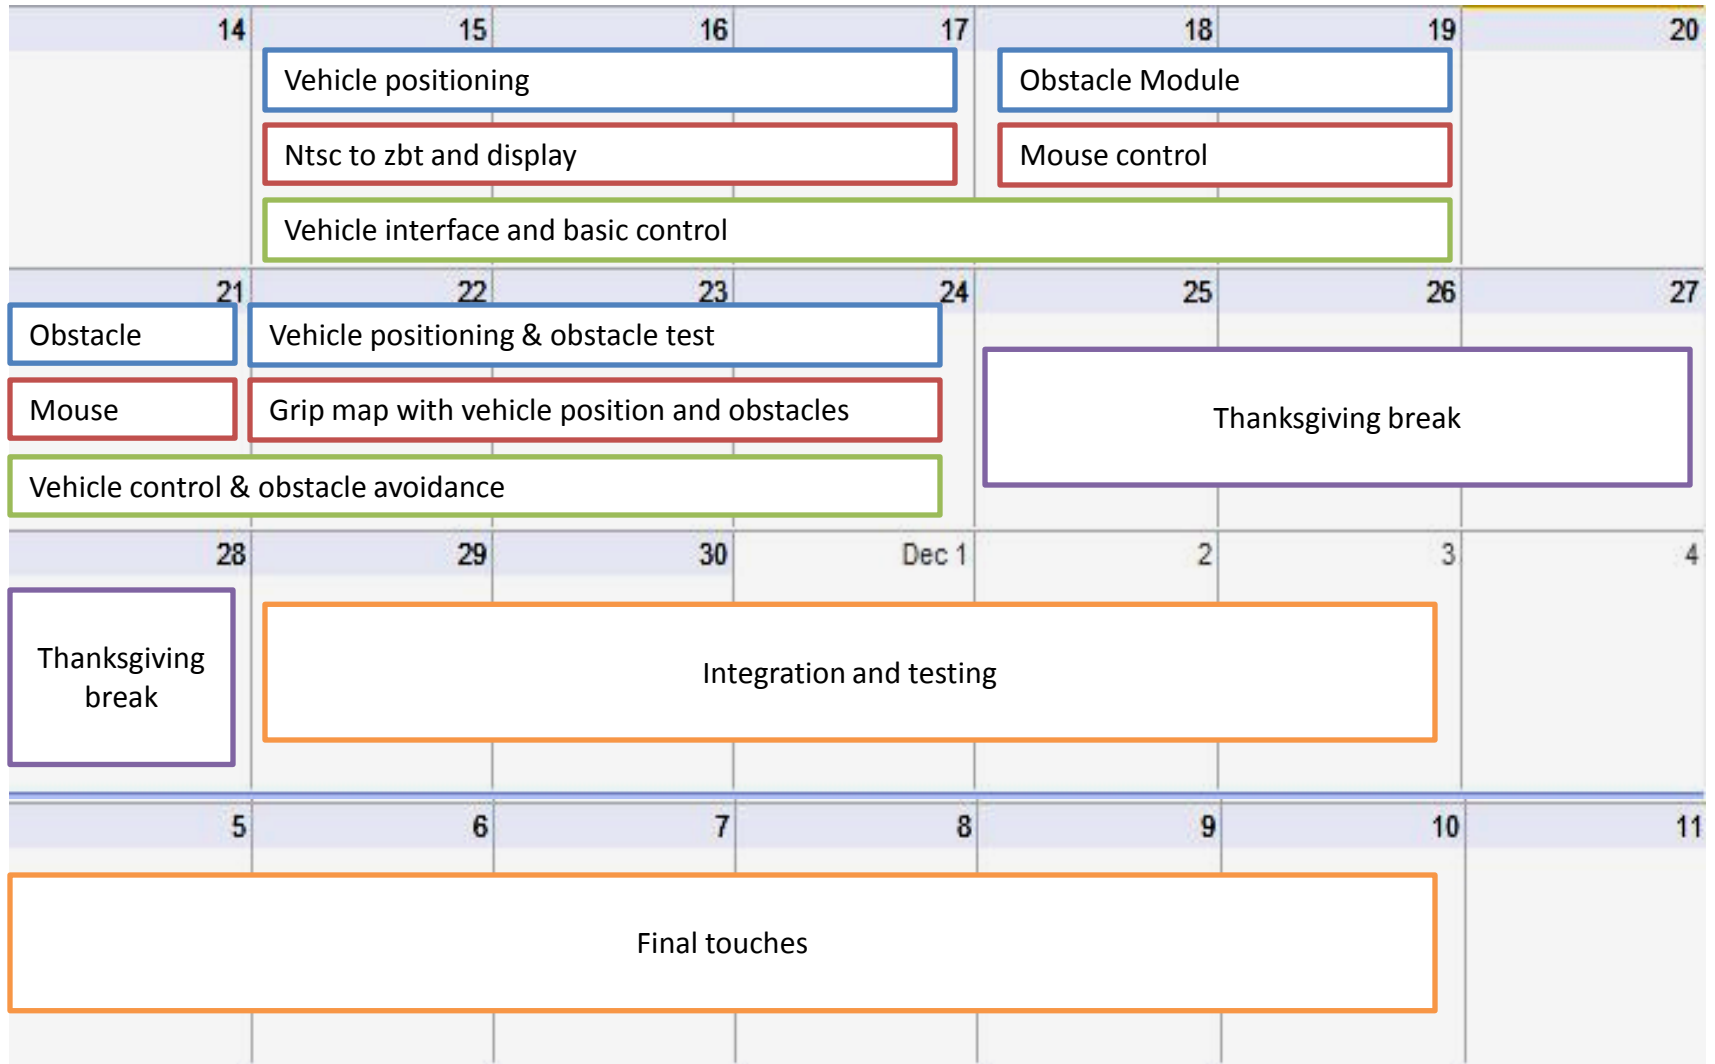 14 15 16 17 18 19 20
Vehicle positioning
Obstacle Module
Ntsc to zbt and display
Mouse control
Vehicle interface and basic control
21 22 23 24 25 26 27
Obstacle
Vehicle positioning & obstacle test
Mouse
Grip map with vehicle position and obstacles
Thanksgiving break
Vehicle control & obstacle avoidance
28 29 30 Dec 1 2 3 4
Thanksgiving
break
Integration and testing
5 6 7 8 9 10 11
Final touches